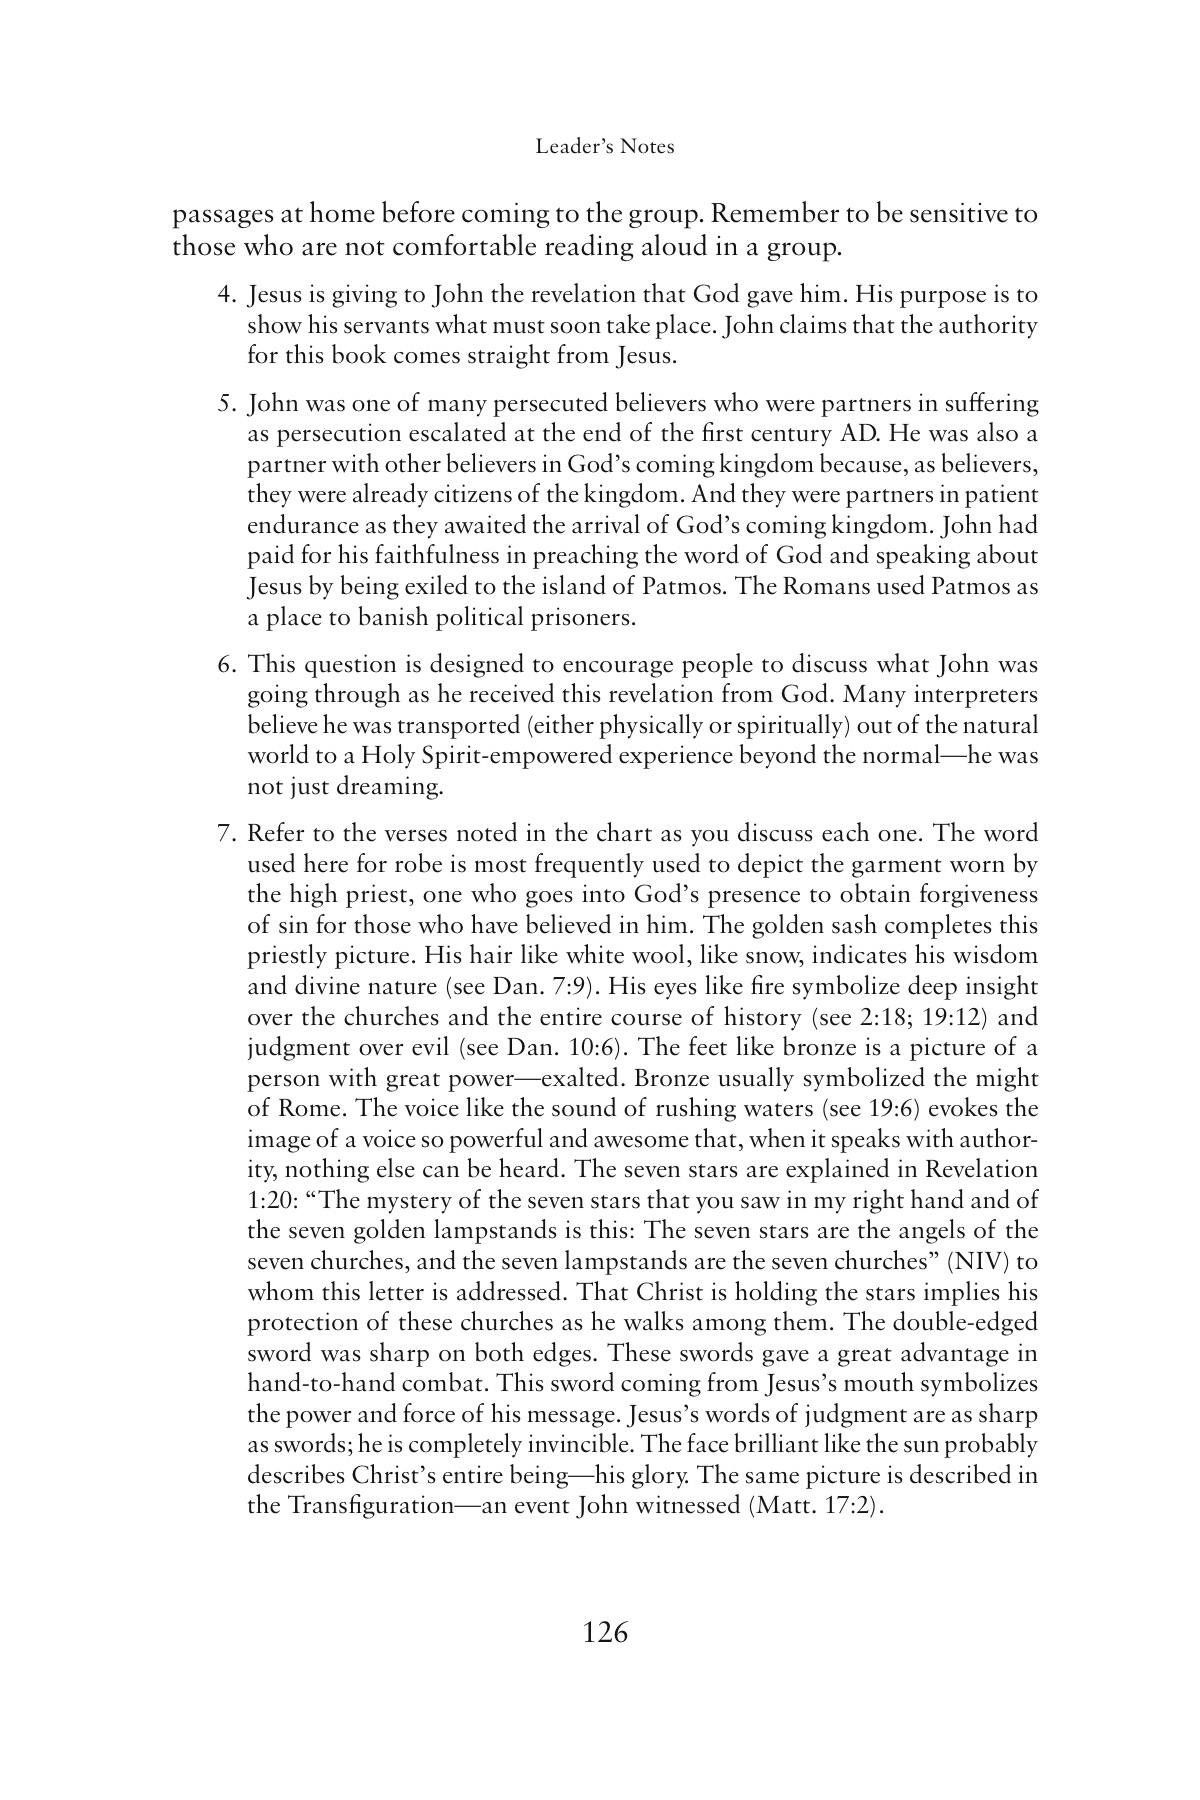 Leader’s Notes
passages at home before coming to the group. Remember to be sensitive to
those who are not comfortable reading aloud in a group.
4. Jesus is giving to John the revelation that God gave him. His purpose is to
show his servants what must soon take place. John claims that the authority
for this book comes straight from Jesus.
5. John was one of many persecuted believers who were partners in suffering
as persecution escalated at the end of the first century AD. He was also a
partner with other believers in God’s coming kingdom because, as believers,
they were already citizens of the kingdom. And they were partners in patient
endurance as they awaited the arrival of God’s coming kingdom. John had
paid for his faithfulness in preaching the word of God and speaking about
Jesus by being exiled to the island of Patmos. The Romans used Patmos as
a place to banish political prisoners.
6. This question is designed to encourage people to discuss what John was
going through as he received this revelation from God. Many interpreters
believe he was transported (either physically or spiritually) out of the natural
world to a Holy Spirit-empowered experience beyond the normal—he was
not just dreaming.
7. Refer to the verses noted in the chart as you discuss each one. The word
used here for robe is most frequently used to depict the garment worn by
the high priest, one who goes into God’s presence to obtain forgiveness
of sin for those who have believed in him. The golden sash completes this
priestly picture. His hair like white wool, like snow, indicates his wisdom
and divine nature (see Dan. 7:9). His eyes like fire symbolize deep insight
over the churches and the entire course of history (see 2:18; 19:12) and
judgment over evil (see Dan. 10:6). The feet like bronze is a picture of a
person with great power—exalted. Bronze usually symbolized the might
of Rome. The voice like the sound of rushing waters (see 19:6) evokes the
image of a voice so powerful and awesome that, when it speaks with author-
ity, nothing else can be heard. The seven stars are explained in Revelation
1:20: “The mystery of the seven stars that you saw in my right hand and of
the seven golden lampstands is this: The seven stars are the angels of the
seven churches, and the seven lampstands are the seven churches” (NIV) to
whom this letter is addressed. That Christ is holding the stars implies his
protection of these churches as he walks among them. The double-edged
sword was sharp on both edges. These swords gave a great advantage in
hand-to-hand combat. This sword coming from Jesus’s mouth symbolizes
the power and force of his message. Jesus’s words of judgment are as sharp
as swords; he is completely invincible. The face brilliant like the sun probably
describes Christ’s entire being—his glory. The same picture is described in
the Transfiguration—an event John witnessed (Matt. 17:2).
126